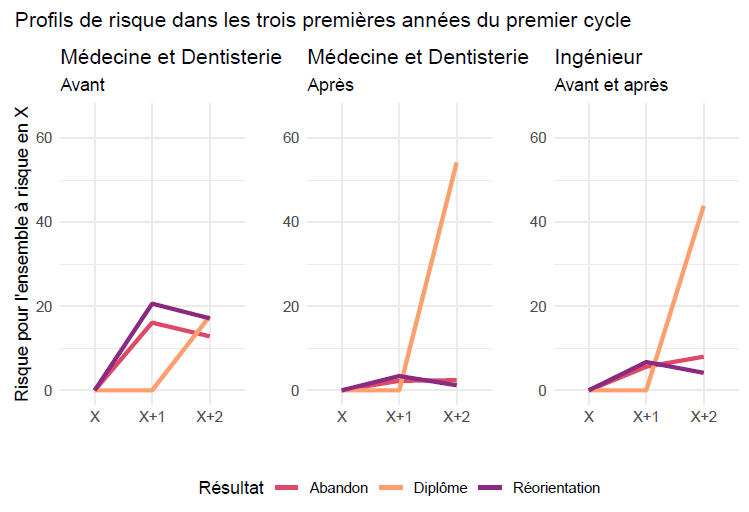 Profils de risque dans les trois premières années du premier cycle
Médecine et Dentisterie
Avant
Médecine et Dentisterie
Après
Ingénieur
Avant et après
Risque pour l'ensemble à risque en X
60
40
20
0
X
X+1
X+2
60
40
20
0
X
X+1
X+2
60
40
20
0
X
X+1
X+2
Résultat
Abandon
Diplôme
Réorientation